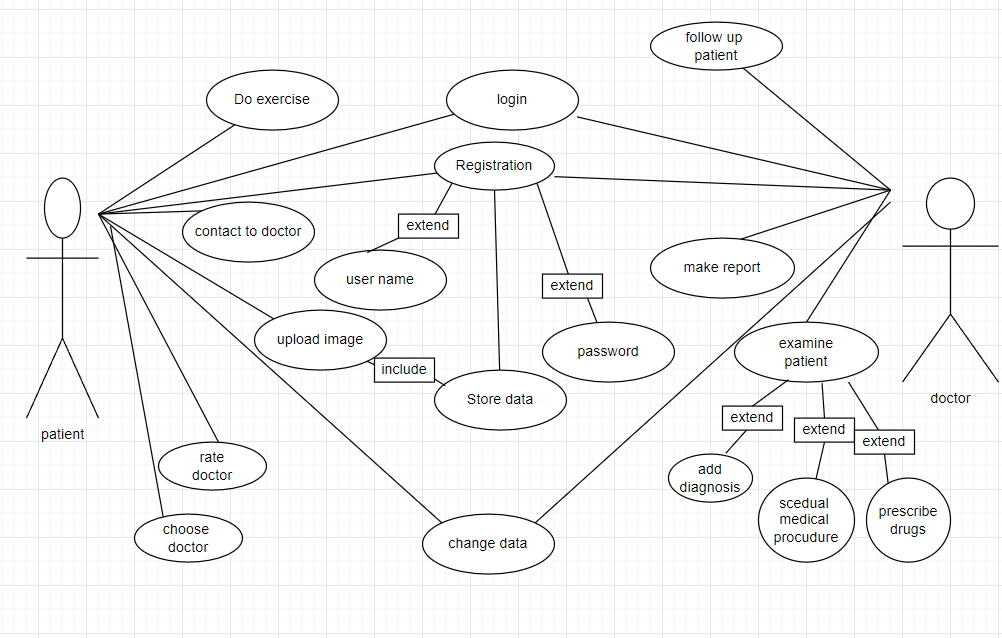 follow up
patient
Do exercise
login
Registration
contact to doctor
extend
user name
extend
make report
upload image
include
password
examine
patient
Store data
doctor
patient
extend
extend
extend
rate
doctor
add
diagnosis
scedual
medical
procudure
prescribe
drugs
choose
doctor
change data